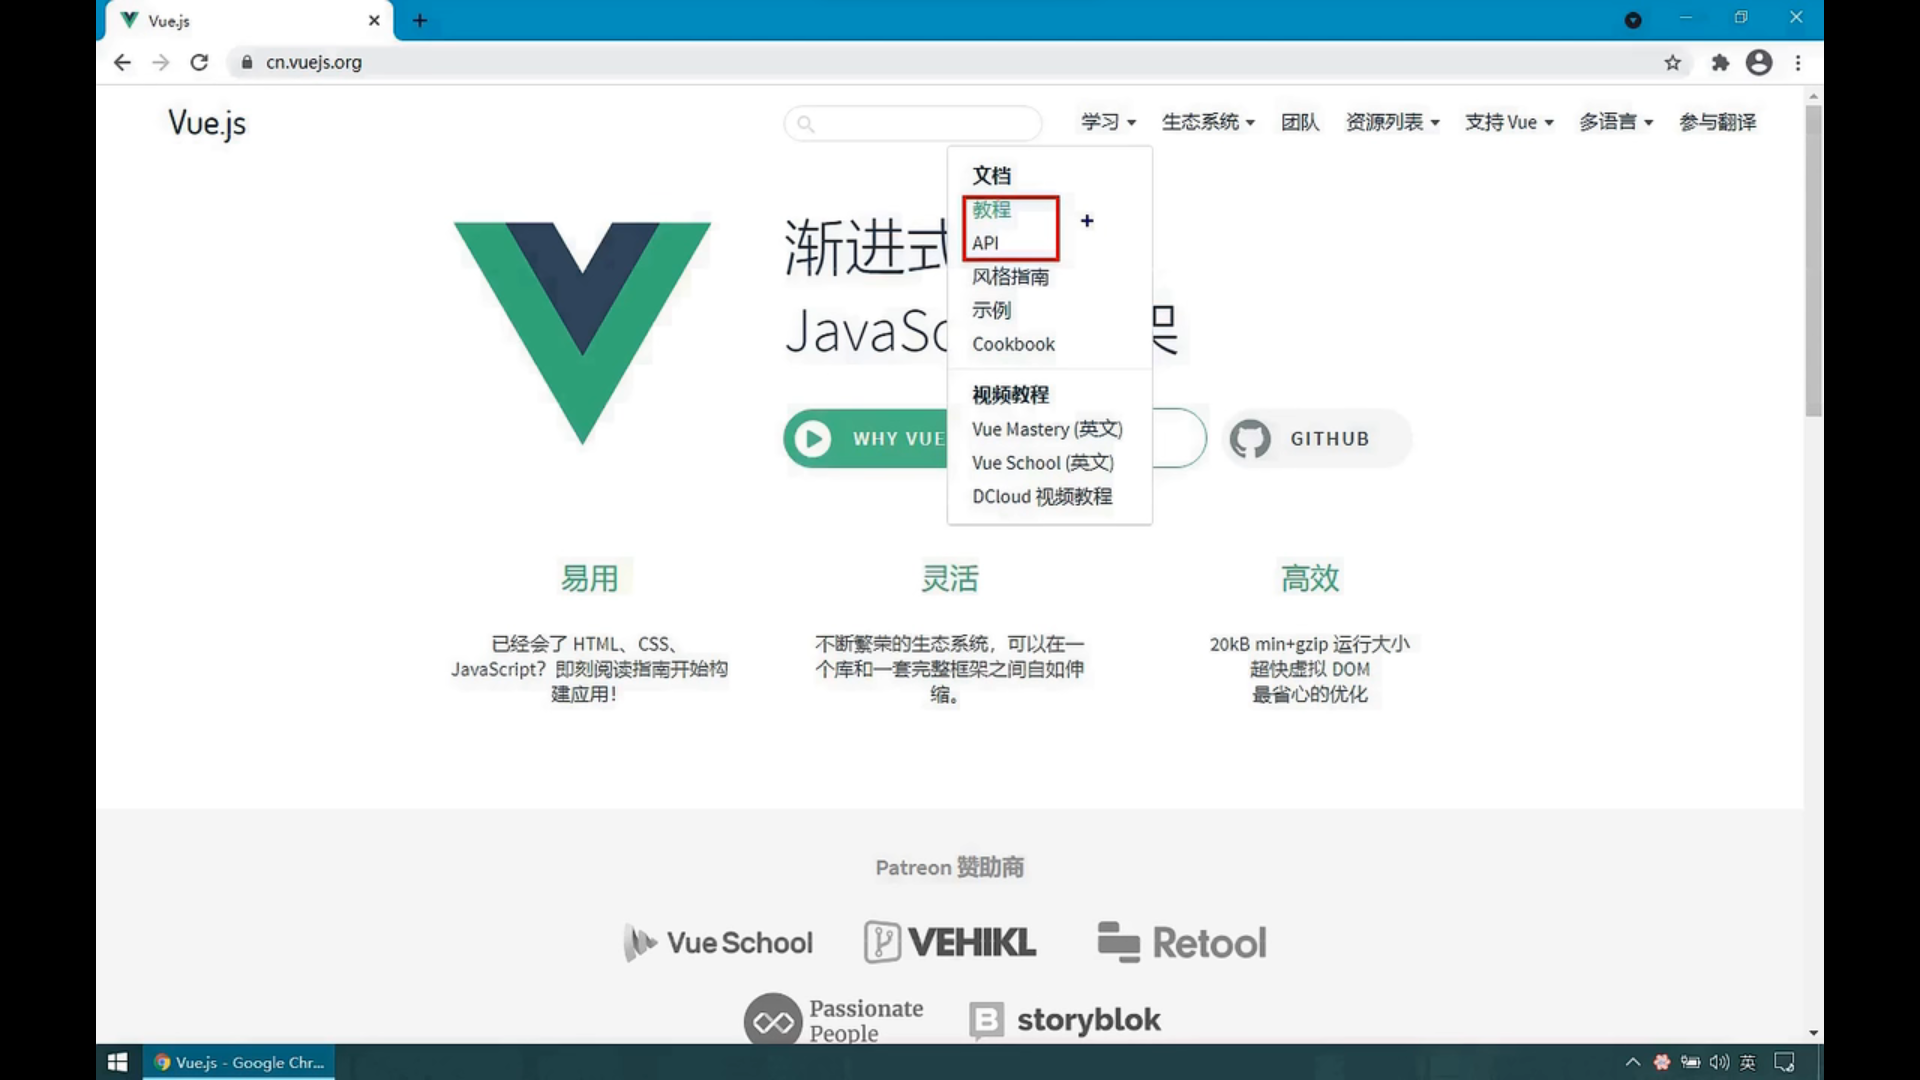 Vue.js
cn.vuejs.org
Vue.js
学习
生态系统
团队
资源列表
支持 Vue
多语言
参与翻译
文档
教程
API
风格指南
示例
Cookbook
视频教程
Vue Mastery (英文)
Vue School (英文)
DCloud 视频教程
渐进式
JavaSc
架
WHY VUE
GITHUB
易用
已经会了 HTML、CSS、
JavaScript？即刻阅读指南开始构
建应用！
灵活
不断繁荣的生态系统，可以在一
个库和一套完整框架之间自如伸
缩。
高效
20kB min+gzip 运行大小
超快虚拟 DOM
最省心的优化
Patreon 赞助商
Vue School
VEHIKL
Retool
Passionate
People
storyblok
Vue.js - Google Chr...
英